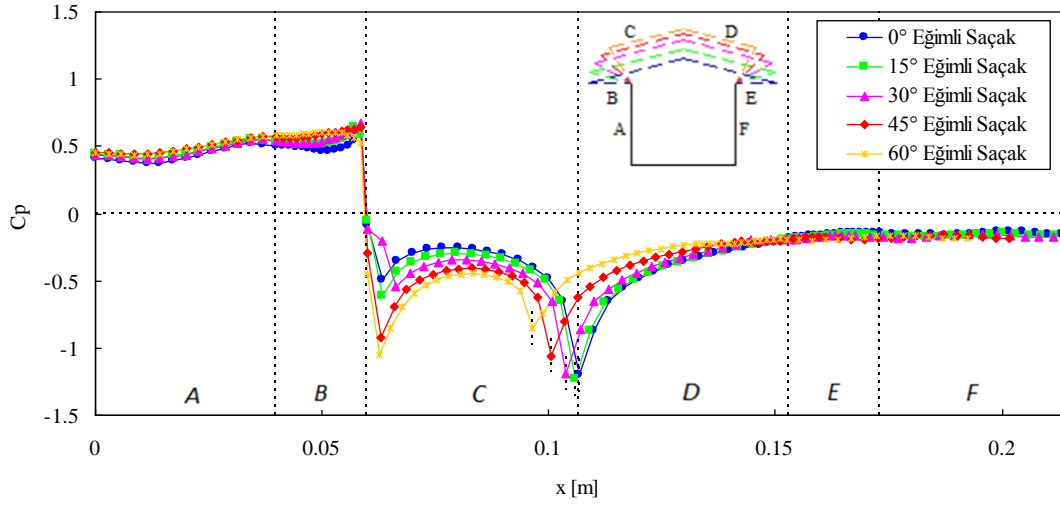 1.5
1
0.5
0
-0.5
-1
-1.5
Cp
C
D
B
E
A
F
0° Eğimli Saçak
15° Eğimli Saçak
30° Eğimli Saçak
45° Eğimli Saçak
60° Eğimli Saçak
A
B
C
D
E
F
0
0.05
0.1
0.15
0.2
x [m]